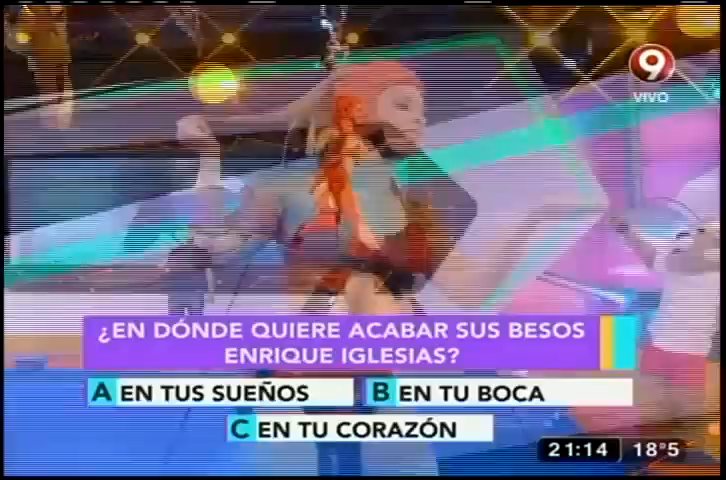 9
VIVO
¿EN DÓNDE QUIERE ACABAR SUS BESOS
ENRIQUE IGLESIAS?
A EN TUS SUEÑOS
B EN TU BOCA
C EN TU CORAZÓN
21:14 18°5